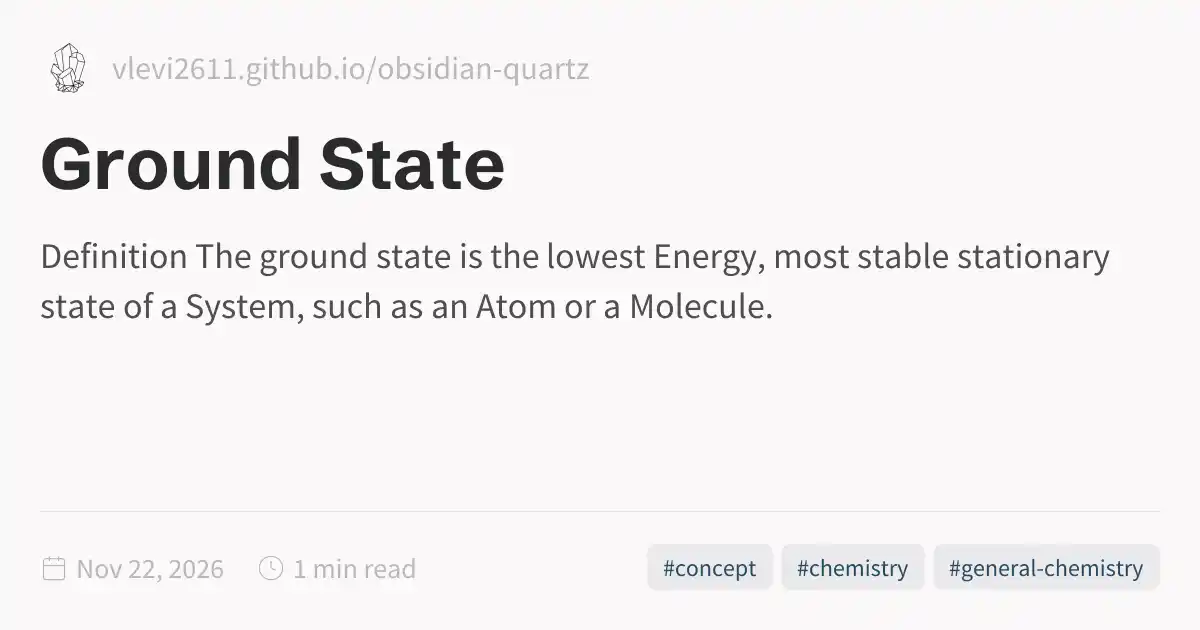 vlevi2611.github.io/obsidian-quartz
Ground State
Definition The ground state is the lowest Energy, most stable stationary
state of a System, such as an Atom or a Molecule.
Nov 22, 2026 1 min read #concept #chemistry #general-chemistry